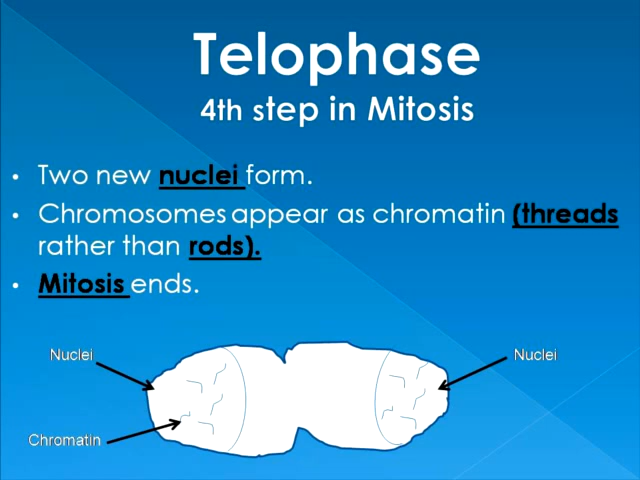 Telophase
4th step in Mitosis
• Two new nuclei form.
• Chromosomes appear as chromatin (threads
rather than rods).
• Mitosis ends.
Nuclei
Nuclei
Chromatin